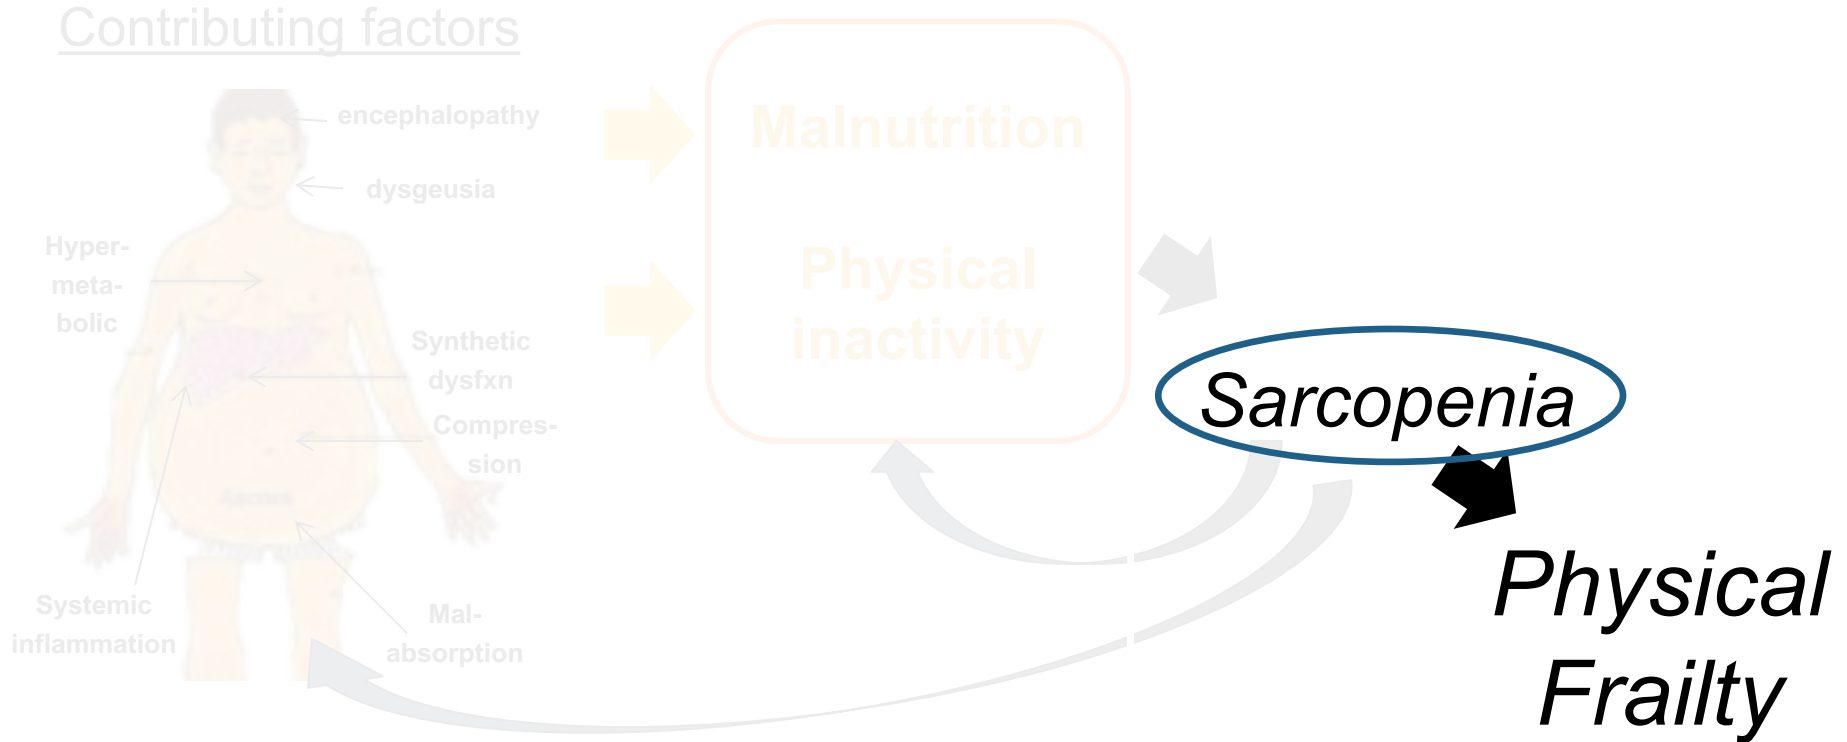 Contributing factors
encephalopathy
dysgeusia
Hyper-
meta-
bolic
Synthetic
dysfxn
Compres-
sion
Ascites
Systemic
inflammation
Mal-
absorption
Malnutrition
Physical
inactivity
Sarcopenia
Physical
Frailty